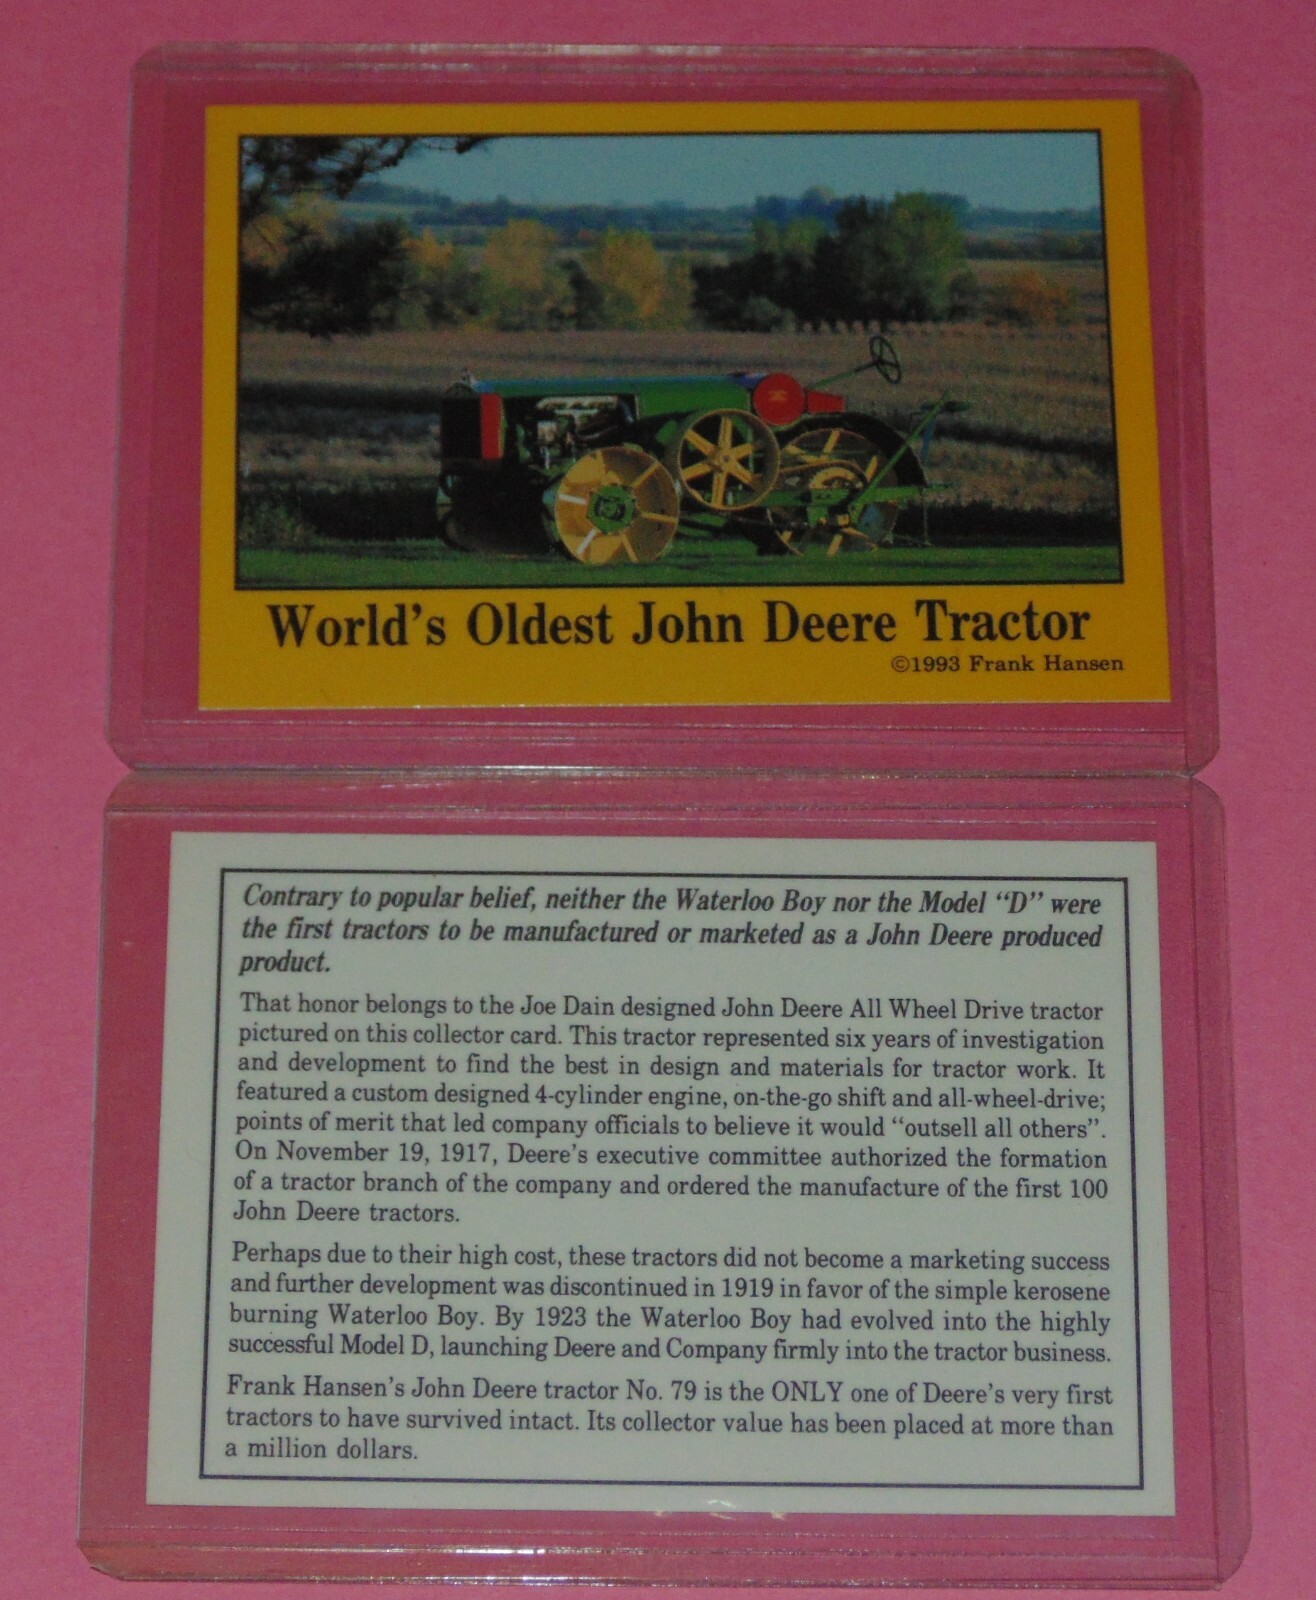 World's Oldest John Deere Tractor
©1993 Frank Hansen
Contrary to popular belief, neither the Waterloo Boy nor the Model “D” were
the first tractors to be manufactured or marketed as a John Deere produced
product.
That honor belongs to the Joe Dain designed John Deere All Wheel Drive tractor
pictured on this collector card. This tractor represented six years of investigation
and development to find the best in design and materials for tractor work. It
featured a custom designed 4-cylinder engine, on-the-go shift and all-wheel-drive;
points of merit that led company officials to believe it would “outsell all others”.
On November 19, 1917, Deere's executive committee authorized the formation
of a tractor branch of the company and ordered the manufacture of the first 100
John Deere tractors.
Perhaps due to their high cost, these tractors did not become a marketing success
and further development was discontinued in 1919 in favor of the simple kerosene
burning Waterloo Boy. By 1923 the Waterloo Boy had evolved into the highly
successful Model D, launching Deere and Company firmly into the tractor business.
Frank Hansen's John Deere tractor No. 79 is the ONLY one of Deere's very first
tractors to have survived intact. Its collector value has been placed at more than
a million dollars.